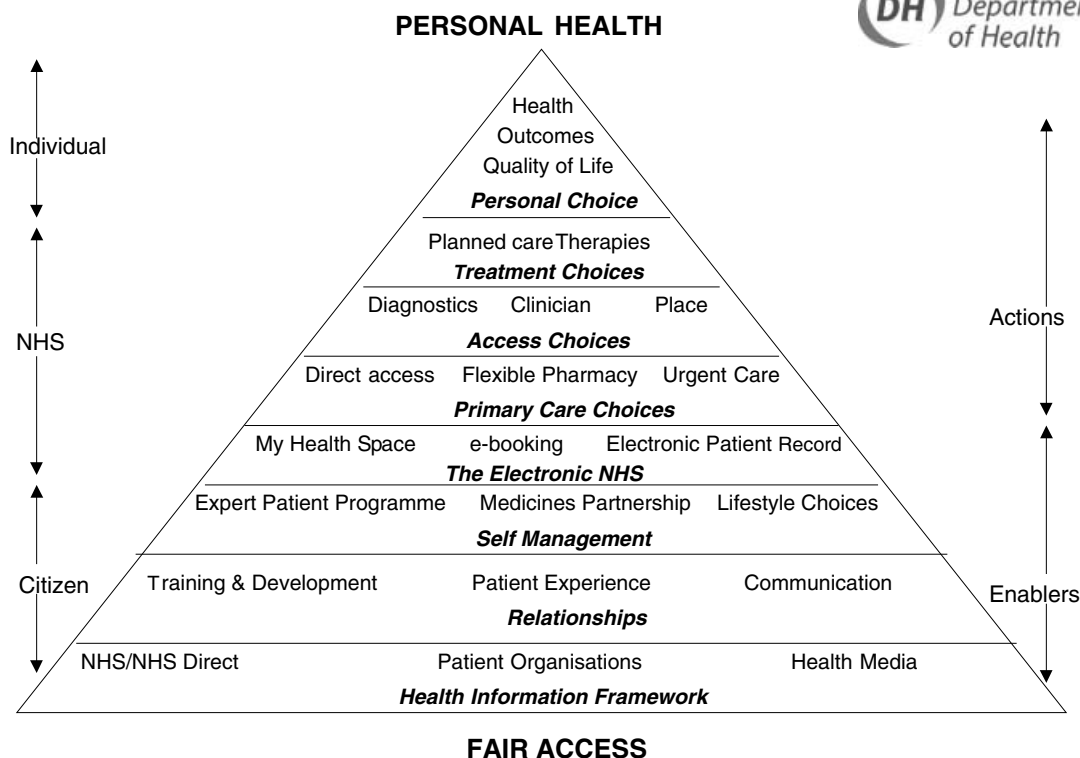 PERSONAL HEALTH
DH
of Health
Health
Outcomes
Quality of Life
Personal Choice
Individual
Planned care Therapies
Treatment Choices
Diagnostics Clinician Place
Access Choices
NHS
Actions
Direct access Flexible Pharmacy Urgent Care
Primary Care Choices
My Health Space e-booking Electronic Patient Record
The Electronic NHS
Expert Patient Programme Medicines Partnership Lifestyle Choices
Self Management
Citizen
Enablers
Training & Development Patient Experience Communication
Relationships
NHS/NHS Direct Patient Organisations Health Media
Health Information Framework
FAIR ACCESS